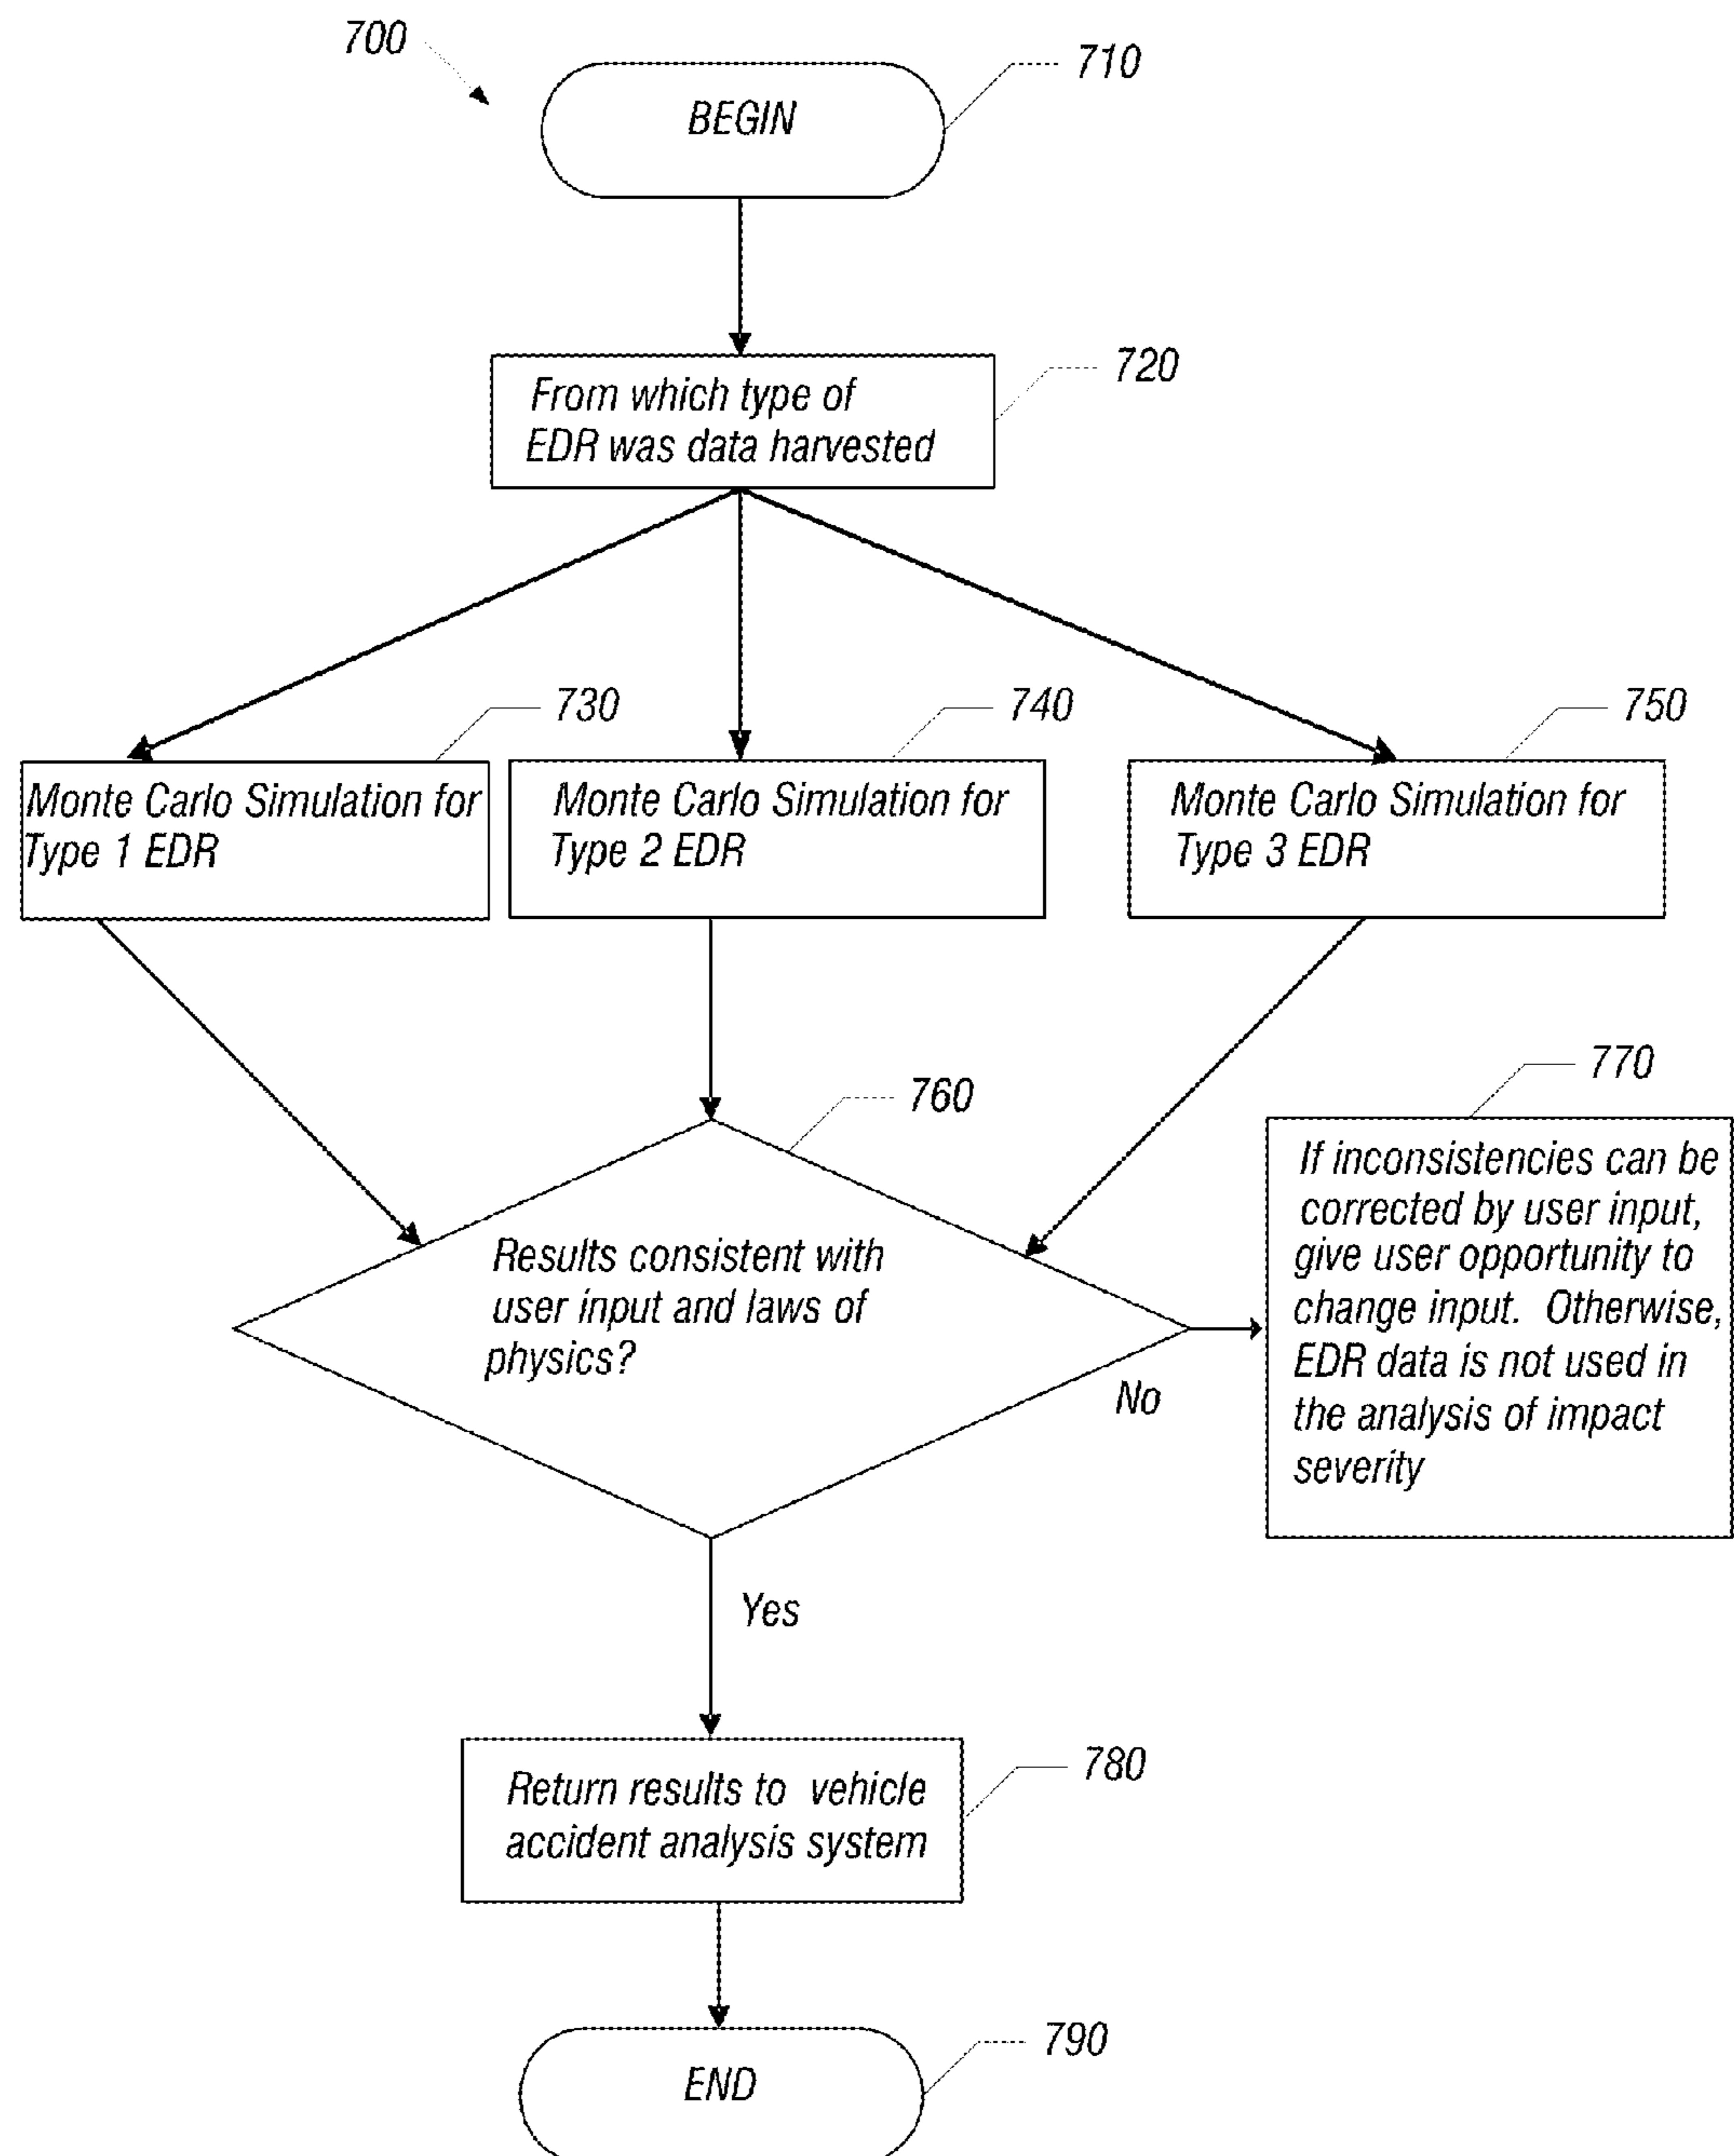 700
710
BEGIN
720
From which type of
EDR was data harvested
730
740
750
Monte Carlo Simulation for
Type 1 EDR
Monte Carlo Simulation for
Type 2 EDR
Monte Carlo Simulation for
Type 3 EDR
760
770
Results consistent with
user input and laws of
physics?
If inconsistencies can be
corrected by user input,
give user opportunity to
change input. Otherwise,
EDR data is not used in
the analysis of impact
severity
No
Yes
780
Return results to vehicle
accident analysis system
790
END